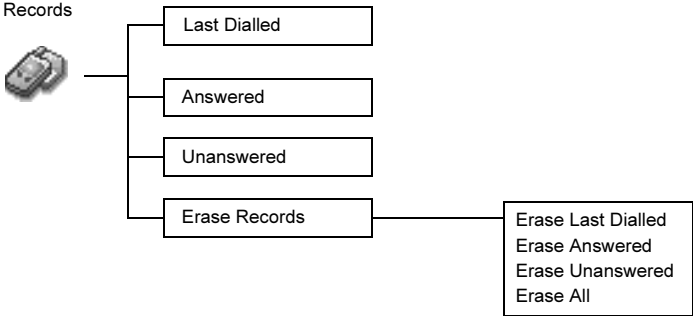 Records
Last Dialled
Answered
Unanswered
Erase Records
Erase Last Dialled
Erase Answered
Erase Unanswered
Erase All